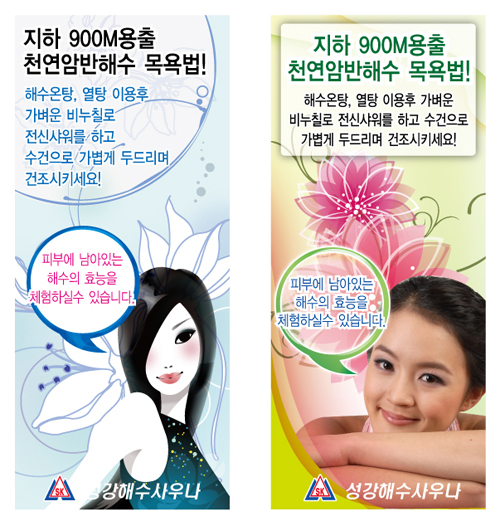 지하 900M용출
천연암반해수 목욕법!
해수온탕, 열탕 이용후
가벼운 비누칠로
전신샤워를 하고
수건으로 가볍게 두드리며
건조시키세요!
피부에 남아있는
해수의 효능을
체험하실수 있습니다.
SK 성강해수사우나
지하 900M용출
천연암반해수 목욕법!
해수온탕, 열탕 이용후 가벼운
비누칠로 전신샤워를 하고 수건으로
가볍게 두드리며 건조시키세요!
피부에 남아있는
해수의 효능을
체험하실수 있습니다.
SK 성강해수사우나